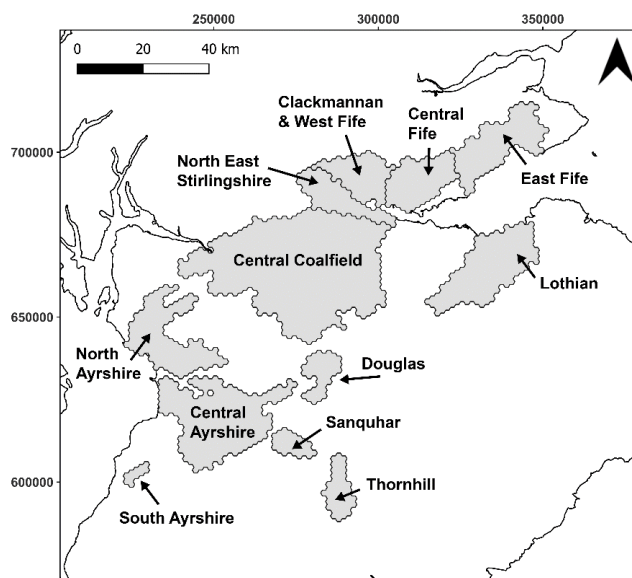 250000
300000
350000
0
20
40 km
Clackmannan
& West Fife
Central
Fife
700000
North East
Stirlingshire
East Fife
Central Coalfield
Lothian
650000
North
Ayrshire
Douglas
Central
Ayrshire
Sanquhar
600000
Thornhill
South Ayrshire